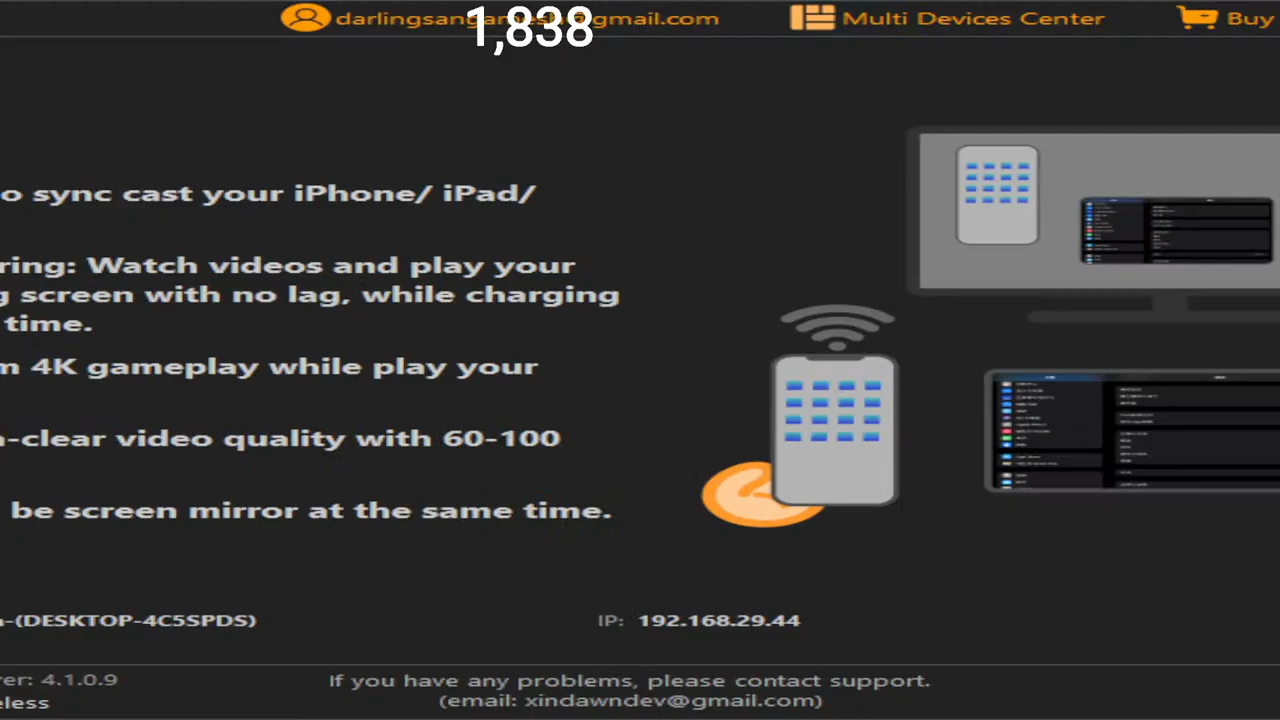 1,838
gmail.com
Multi Devices Center
Buy
o sync cast your iPhone/ iPad/
ring: Watch videos and play your
g screen with no lag, while charging
time.
4K gameplay while play your
-clear video quality with 60-100
be screen mirror at the same time.
-(DESKTOP-4C5SPDS)
IP: 192.168.29.44
er: 4.1.0.9
If you have any problems, please contact support.
eless
(email: xindawndev@gmail.com)